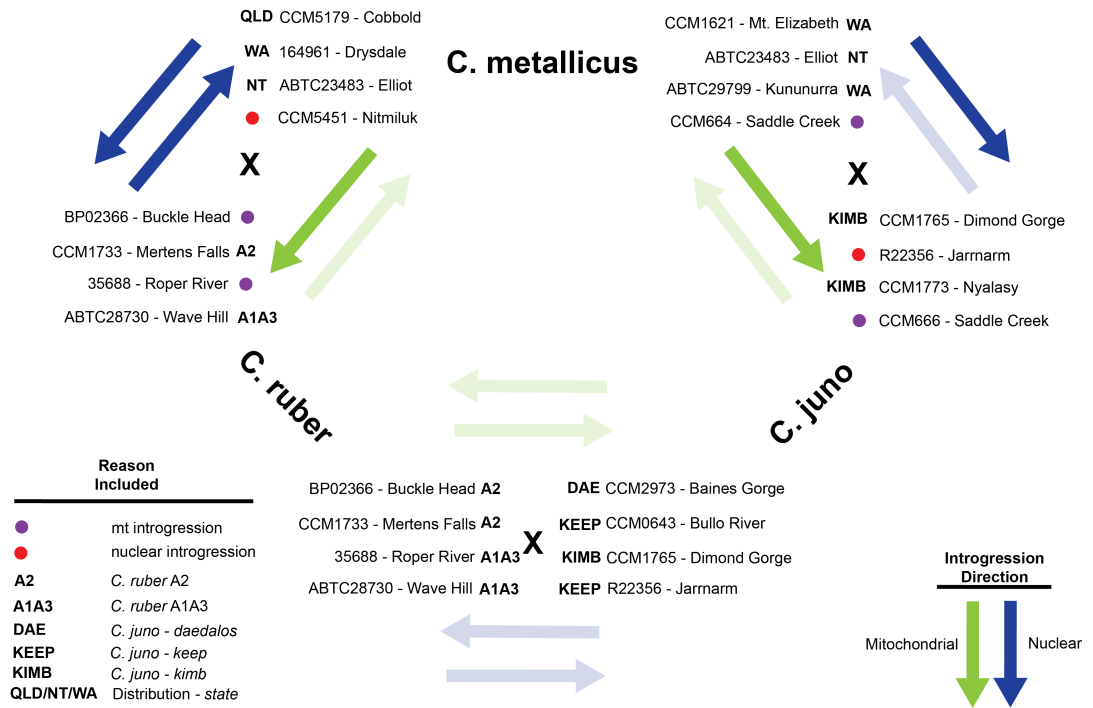 QLD CCM5179 - Cobbold
WA 164961 - Drysdale
NT ABTC23483 - Elliot
CCM5451 - Nitmiluk
X
BP02366 - Buckle Head
CCM1733 - Mertens Falls A2
35688 - Roper River
ABTC28730 - Wave Hill A1A3
C. metallicus
CCM1621 - Mt. Elizabeth WA
ABTC23483 - Elliot NT
ABTC29799 - Kununurra WA
CCM664 - Saddle Creek
X
KIMB CCM1765 - Dimond Gorge
R22356 - Jarrnarm
KIMB CCM1773 - Nyalasy
CCM666 - Saddle Creek
C. ruber
C. juno
BP02366 - Buckle Head A2
CCM1733 - Mertens Falls A2
35688 - Roper River A1A3
ABTC28730 - Wave Hill A1A3
X
DAE CCM2973 - Baines Gorge
KEEP CCM0643 - Bullo River
KIMB CCM1765 - Dimond Gorge
KEEP R22356 - Jarrnarm
Reason
Included
mt introgression
nuclear introgression
A2 C. ruber A2
A1A3 C. ruber A1A3
DAE C. juno - daedalos
KEEP C. juno - keep
KIMB C. juno - kimb
QLD/NT/WA Distribution - state
Introgression
Direction
Mitochondrial
Nuclear